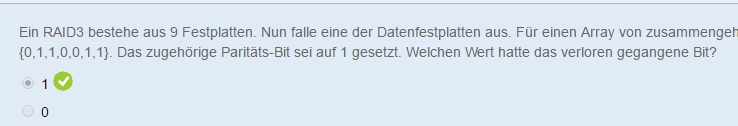 Ein RAID3 bestehe aus 9 Festplatten. Nun falle eine der Datenfestplatten aus. Für einen Array von zusammengeh
{0,1,1,0,0,1,1}. Das zugehörige Paritäts-Bit sei auf 1 gesetzt. Welchen Wert hatte das verloren gegangene Bit?
1
0